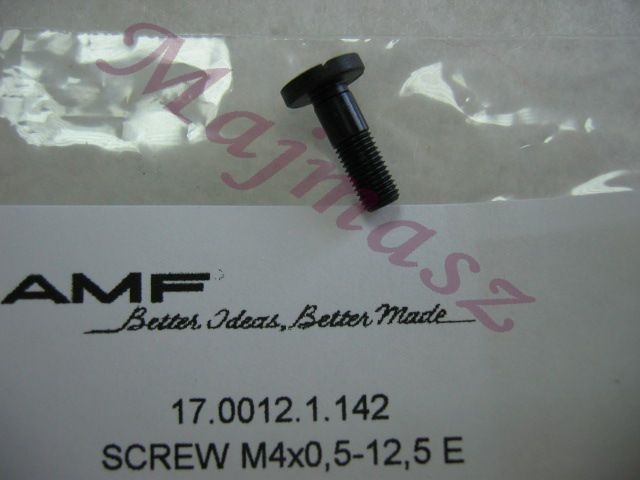 Majmasz
AMF
Better Ideas, Better Made
17.0012.1.142
SCREW M4x0,5-12,5 E